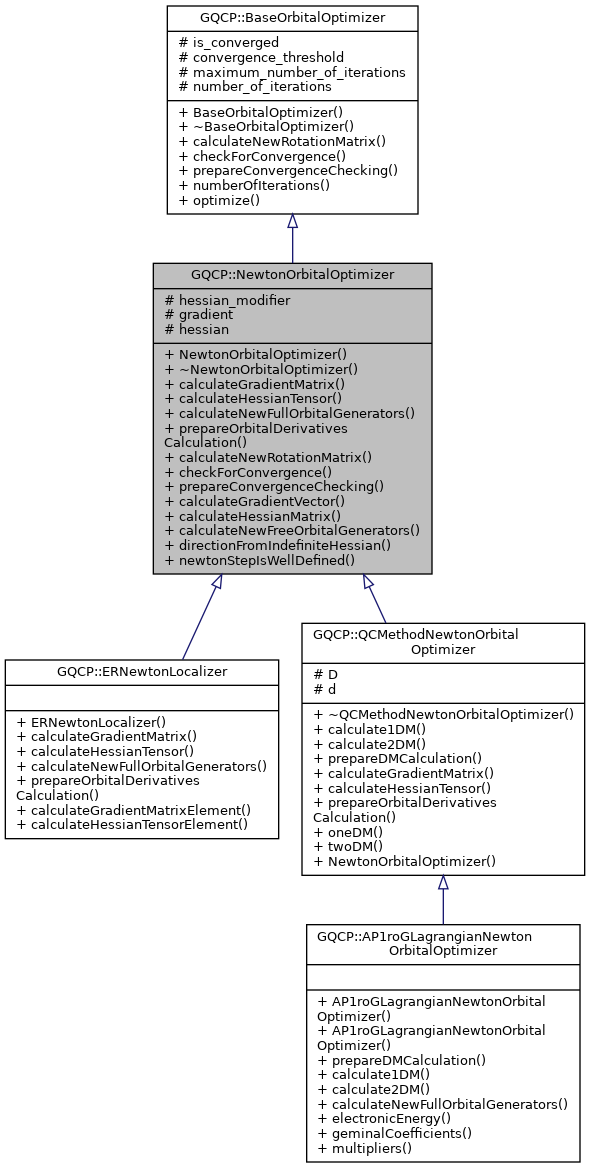 GQCP::BaseOrbitalOptimizer
# is_converged
# convergence_threshold
# maximum_number_of_iterations
# number_of_iterations
+ BaseOrbitalOptimizer()
+ ~BaseOrbitalOptimizer()
+ calculateNewRotationMatrix()
+ checkForConvergence()
+ prepareConvergenceChecking()
+ numberOfIterations()
+ optimize()
GQCP::NewtonOrbitalOptimizer
# hessian_modifier
# gradient
# hessian
+ NewtonOrbitalOptimizer()
+ ~NewtonOrbitalOptimizer()
+ calculateGradientMatrix()
+ calculateHessianTensor()
+ calculateNewFullOrbitalGenerators()
+ prepareOrbitalDerivatives
Calculation()
+ calculateNewRotationMatrix()
+ checkForConvergence()
+ prepareConvergenceChecking()
+ calculateGradientVector()
+ calculateHessianMatrix()
+ calculateNewFreeOrbitalGenerators()
+ directionFromIndefiniteHessian()
+ newtonStepIsWellDefined()
GQCP::ERNewtonLocalizer
+ ERNewtonLocalizer()
+ calculateGradientMatrix()
+ calculateHessianTensor()
+ calculateNewFullOrbitalGenerators()
+ prepareOrbitalDerivatives
Calculation()
+ calculateGradientMatrixElement()
+ calculateHessianTensorElement()
GQCP::QCMethodNewtonOrbital
Optimizer
# D
# d
+ ~QCMethodNewtonOrbitalOptimizer()
+ calculate1DM()
+ calculate2DM()
+ prepareDMCalculation()
+ calculateGradientMatrix()
+ calculateHessianTensor()
+ prepareOrbitalDerivatives
Calculation()
+ oneDM()
+ twoDM()
+ NewtonOrbitalOptimizer()
GQCP::AP1roGLagrangianNewton
OrbitalOptimizer
+ AP1roGLagrangianNewtonOrbital
Optimizer()
+ AP1roGLagrangianNewtonOrbital
Optimizer()
+ prepareDMCalculation()
+ calculate1DM()
+ calculate2DM()
+ calculateNewFullOrbitalGenerators()
+ electronicEnergy()
+ geminalCoefficients()
+ multipliers()